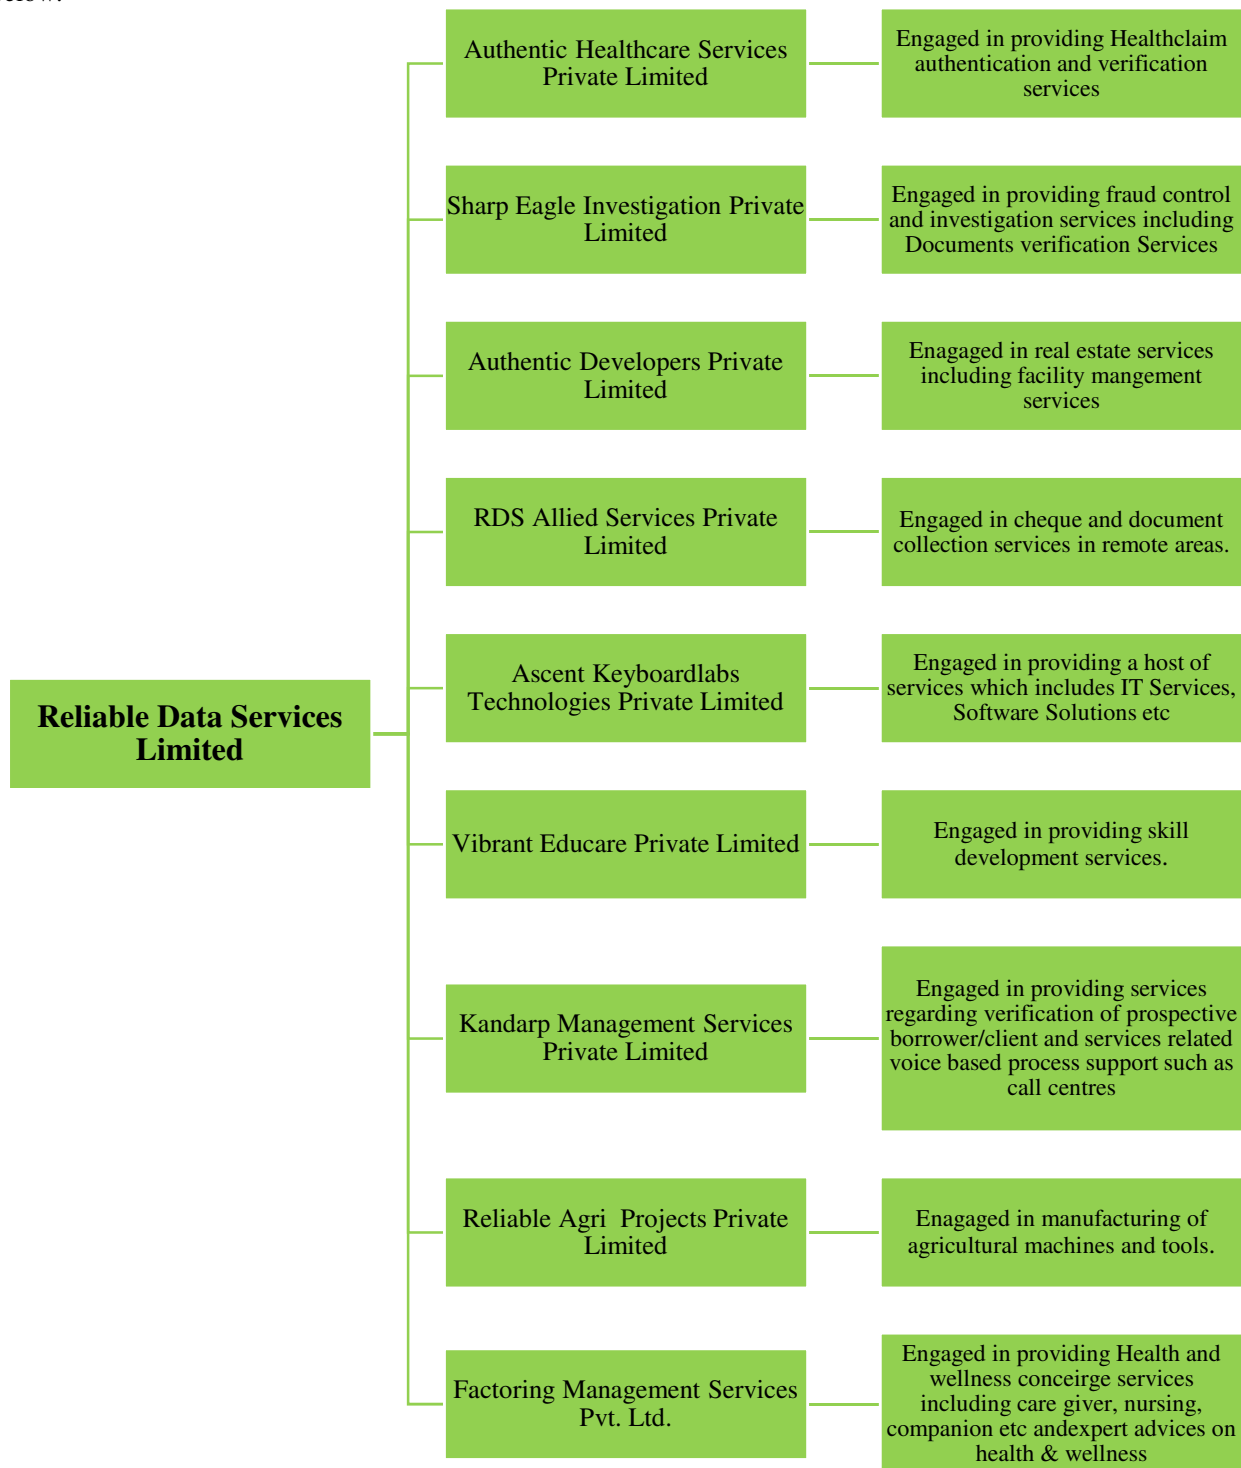 Authentic Healthcare Services
Private Limited
Engaged in providing Healthclaim
authentication and verification
services
Sharp Eagle Investigation Private
Limited
Engaged in providing fraud control
and investigation services including
Documents verification Services
Authentic Developers Private
Limited
Enagaged in real estate services
including facility mangement
services
RDS Allied Services Private
Limited
Engaged in cheque and document
collection services in remote areas.
Ascent Keyboardlabs
Technologies Private Limited
Engaged in providing a host of
services which includes IT Services,
Software Solutions etc
Reliable Data Services
Limited
Vibrant Educare Private Limited
Engaged in providing skill
development services.
Kandarp Management Services
Private Limited
Engaged in providing services
regarding verification of prospective
borrower/client and services related
voice based process support such as
call centres
Reliable Agri  Projects Private
Limited
Enagaged in manufacturing of
agricultural machines and tools.
Factoring Management Services
Pvt. Ltd.
Engaged in providing Health and
wellness conceirge services
including care giver, nursing,
companion etc andexpert advices on
health & wellness